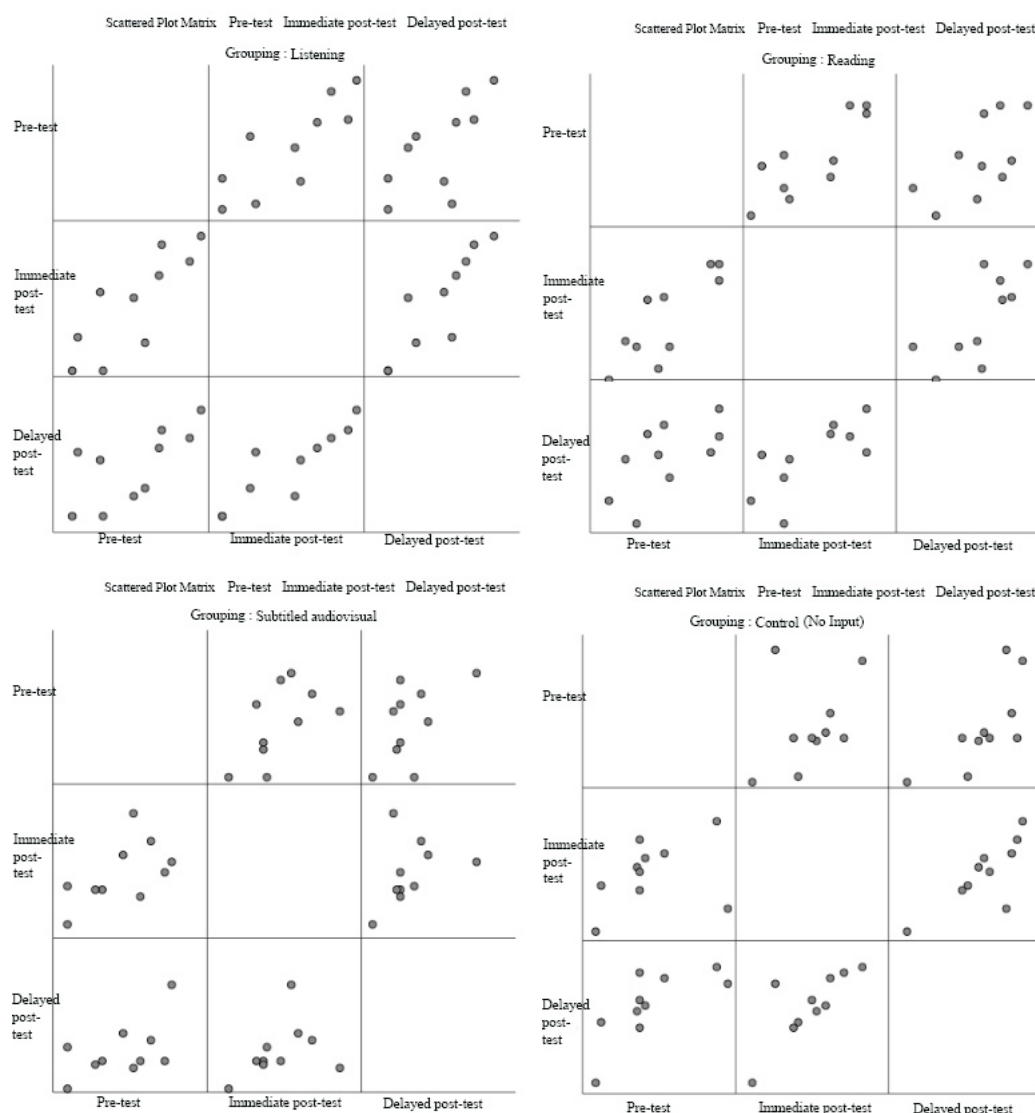 Scattered Plot Matrix Pre-test Immediate post-test Delayed post-test
Grouping : Listening
Pre-test
Immediate
post-
test
Delayed
post-
test
Pre-test Immediate post-test Delayed post-test
Scattered Plot Matrix Pre-test Immediate post-test Delayed post-test
Grouping : Reading
Pre-test
Immediate
post-
test
Delayed
post-
test
Pre-test Immediate post-test Delayed post-test
Scattered Plot Matrix Pre-test Immediate post-test Delayed post-test
Grouping : Subtitled audiovisual
Pre-test
Immediate
post-
test
Delayed
post-
test
Pre-test Immediate post-test Delayed post-test
Scattered Plot Matrix Pre-test Immediate post-test Delayed post-test
Grouping : Control (No Input)
Pre-test
Immediate
post-
test
Delayed
post-
test
Pre-test Immediate post-test Delayed post-test